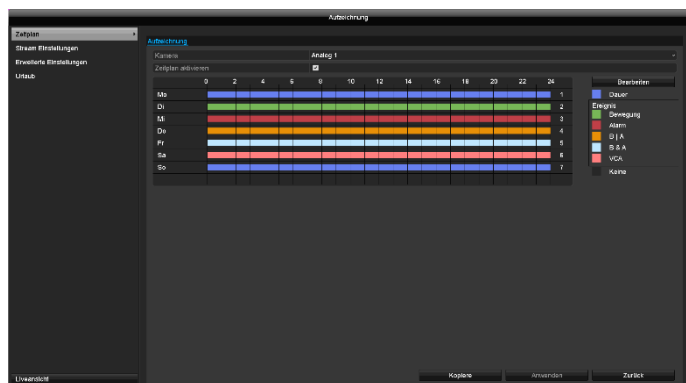 Aufzeichnung
Zeitplan
Stream Einstellungen
Erweiterte Einstellungen
Urlaub
Liveansicht
Aufzeichnung
Kamera Analog 1
Zeitplan aktivieren
0 2 4 6 8 10 12 14 16 18 20 22 24
Mo 1
Di 2
Mi 3
Do 4
Fr 5
Sa 6
So 7
Bearbeiten
Dauer
Ereignis
Bewegung
Alarm
B | A
B & A
VCA
Keine
Kopiere Anwenden Zurück